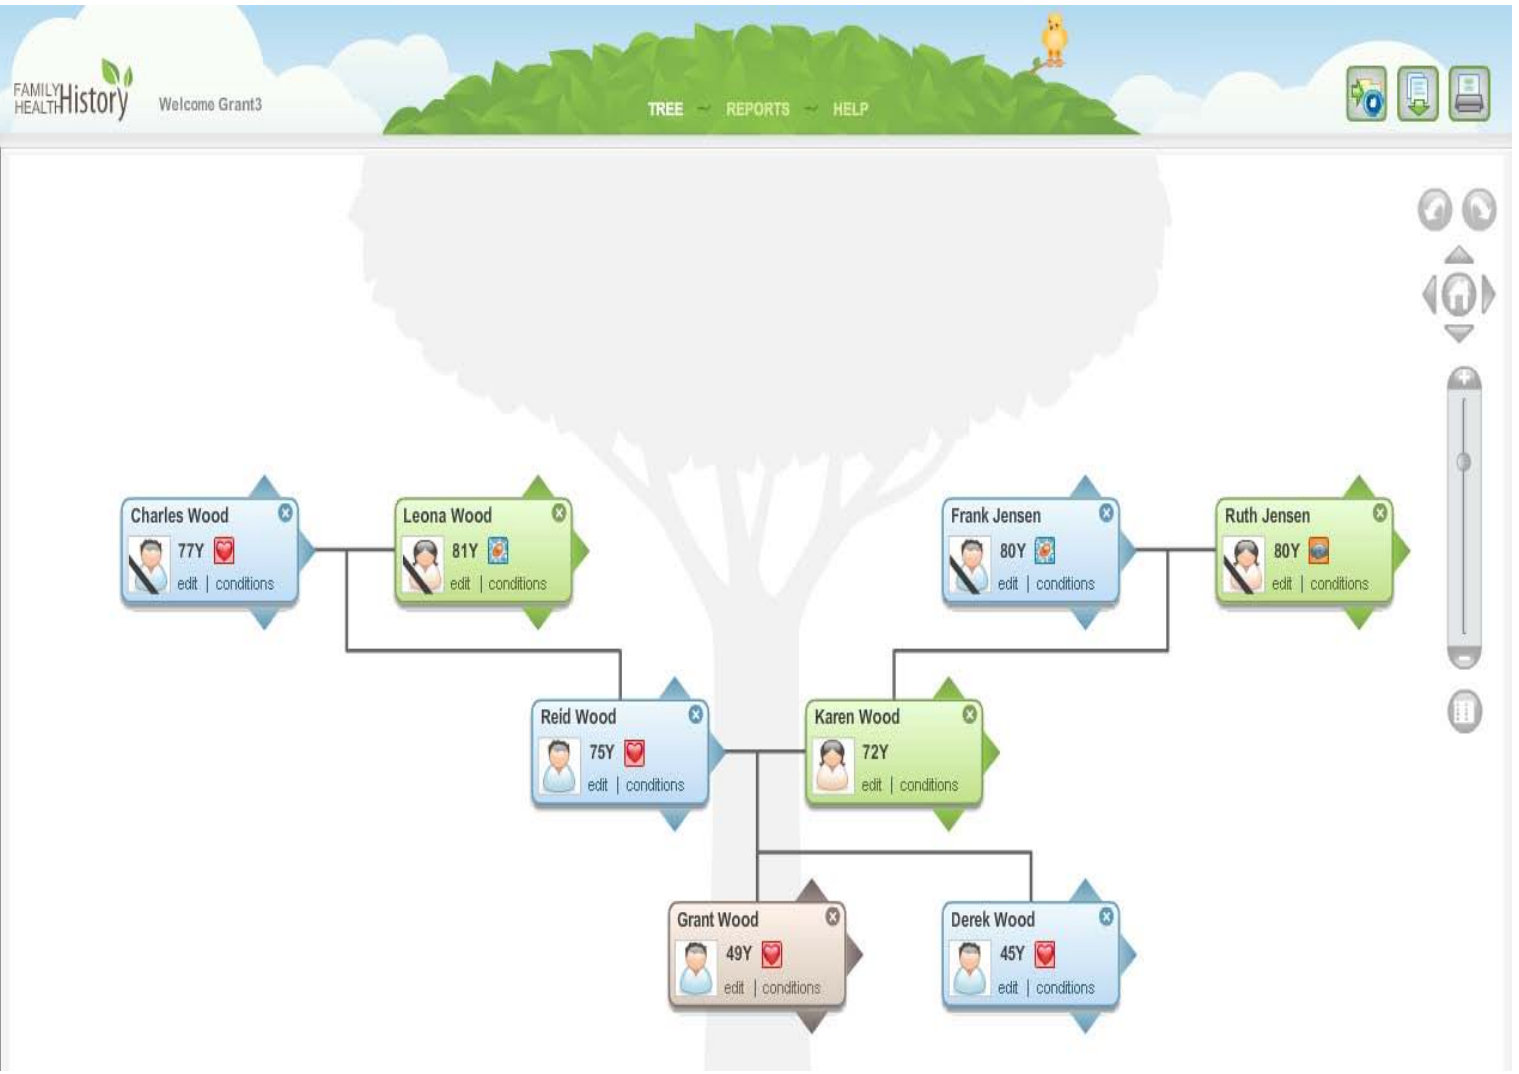 FAMILY
HEALTHHistory
Welcome Grant3
TREE ~ REPORTS ~ HELP
Charles Wood
77Y
edit | conditions
Leona Wood
81Y
edit | conditions
Frank Jensen
80Y
edit | conditions
Ruth Jensen
80Y
edit | conditions
Reid Wood
75Y
edit | conditions
Karen Wood
72Y
edit | conditions
Grant Wood
49Y
edit | conditions
Derek Wood
45Y
edit | conditions